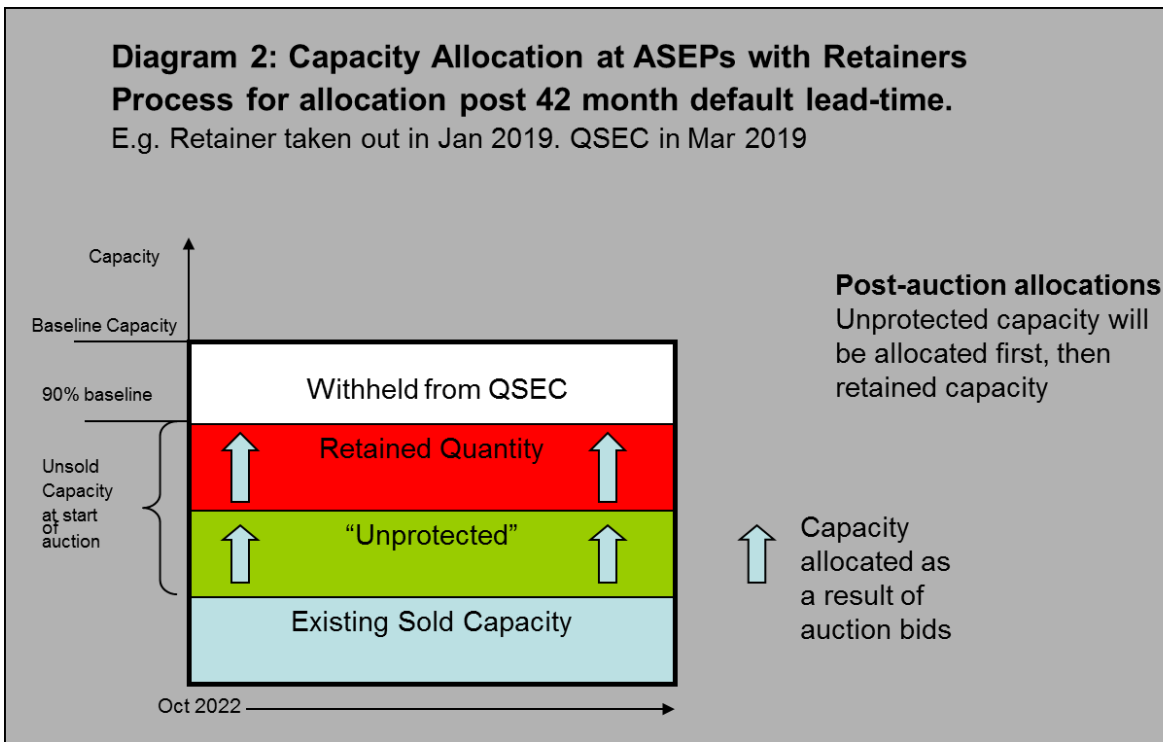 Diagram 2: Capacity Allocation at ASEPs with Retainers
Process for allocation post 42 month default lead-time.
E.g. Retainer taken out in Jan 2019. QSEC in Mar 2019
Capacity
Baseline Capacity
90% baseline
Unsold
Capacity
at start
of
auction
Withheld from QSEC
Retained Quantity
“Unprotected”
Existing Sold Capacity
Oct 2022
Post-auction allocations
Unprotected capacity will
be allocated first, then
retained capacity
Capacity
allocated as
a result of
auction bids